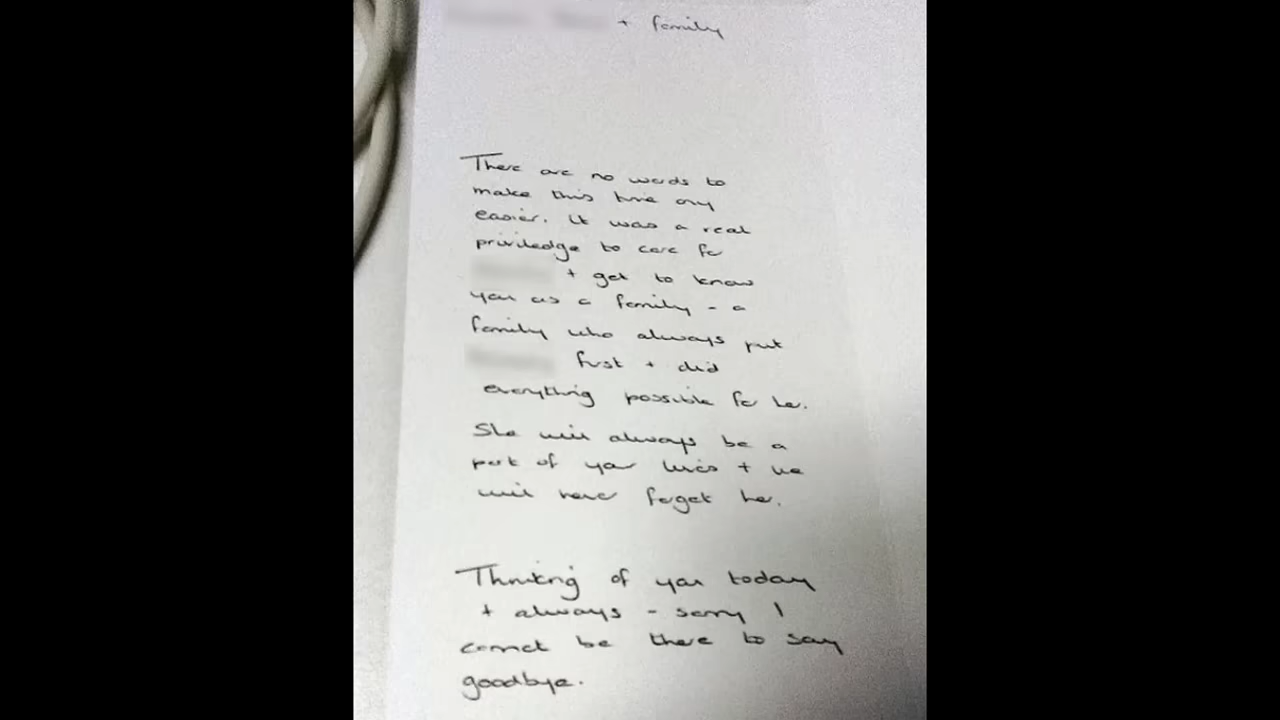 + family
There are no words to
make this time any
easier. It was a real
priviledge to care for
+ get to know
you as a family - a
family who always put
first + did
everything possible for her.
She will always be a
part of your lives + we
will never forget her.
Thinking of you today
+ always - sorry I
cannot be there to say
goodbye.